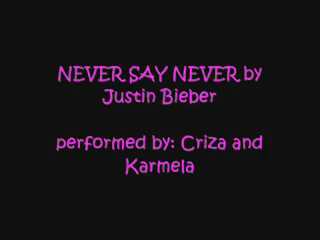 NEVER SAY NEVER by
Justin Bieber
performed by: Criza and
Karmela